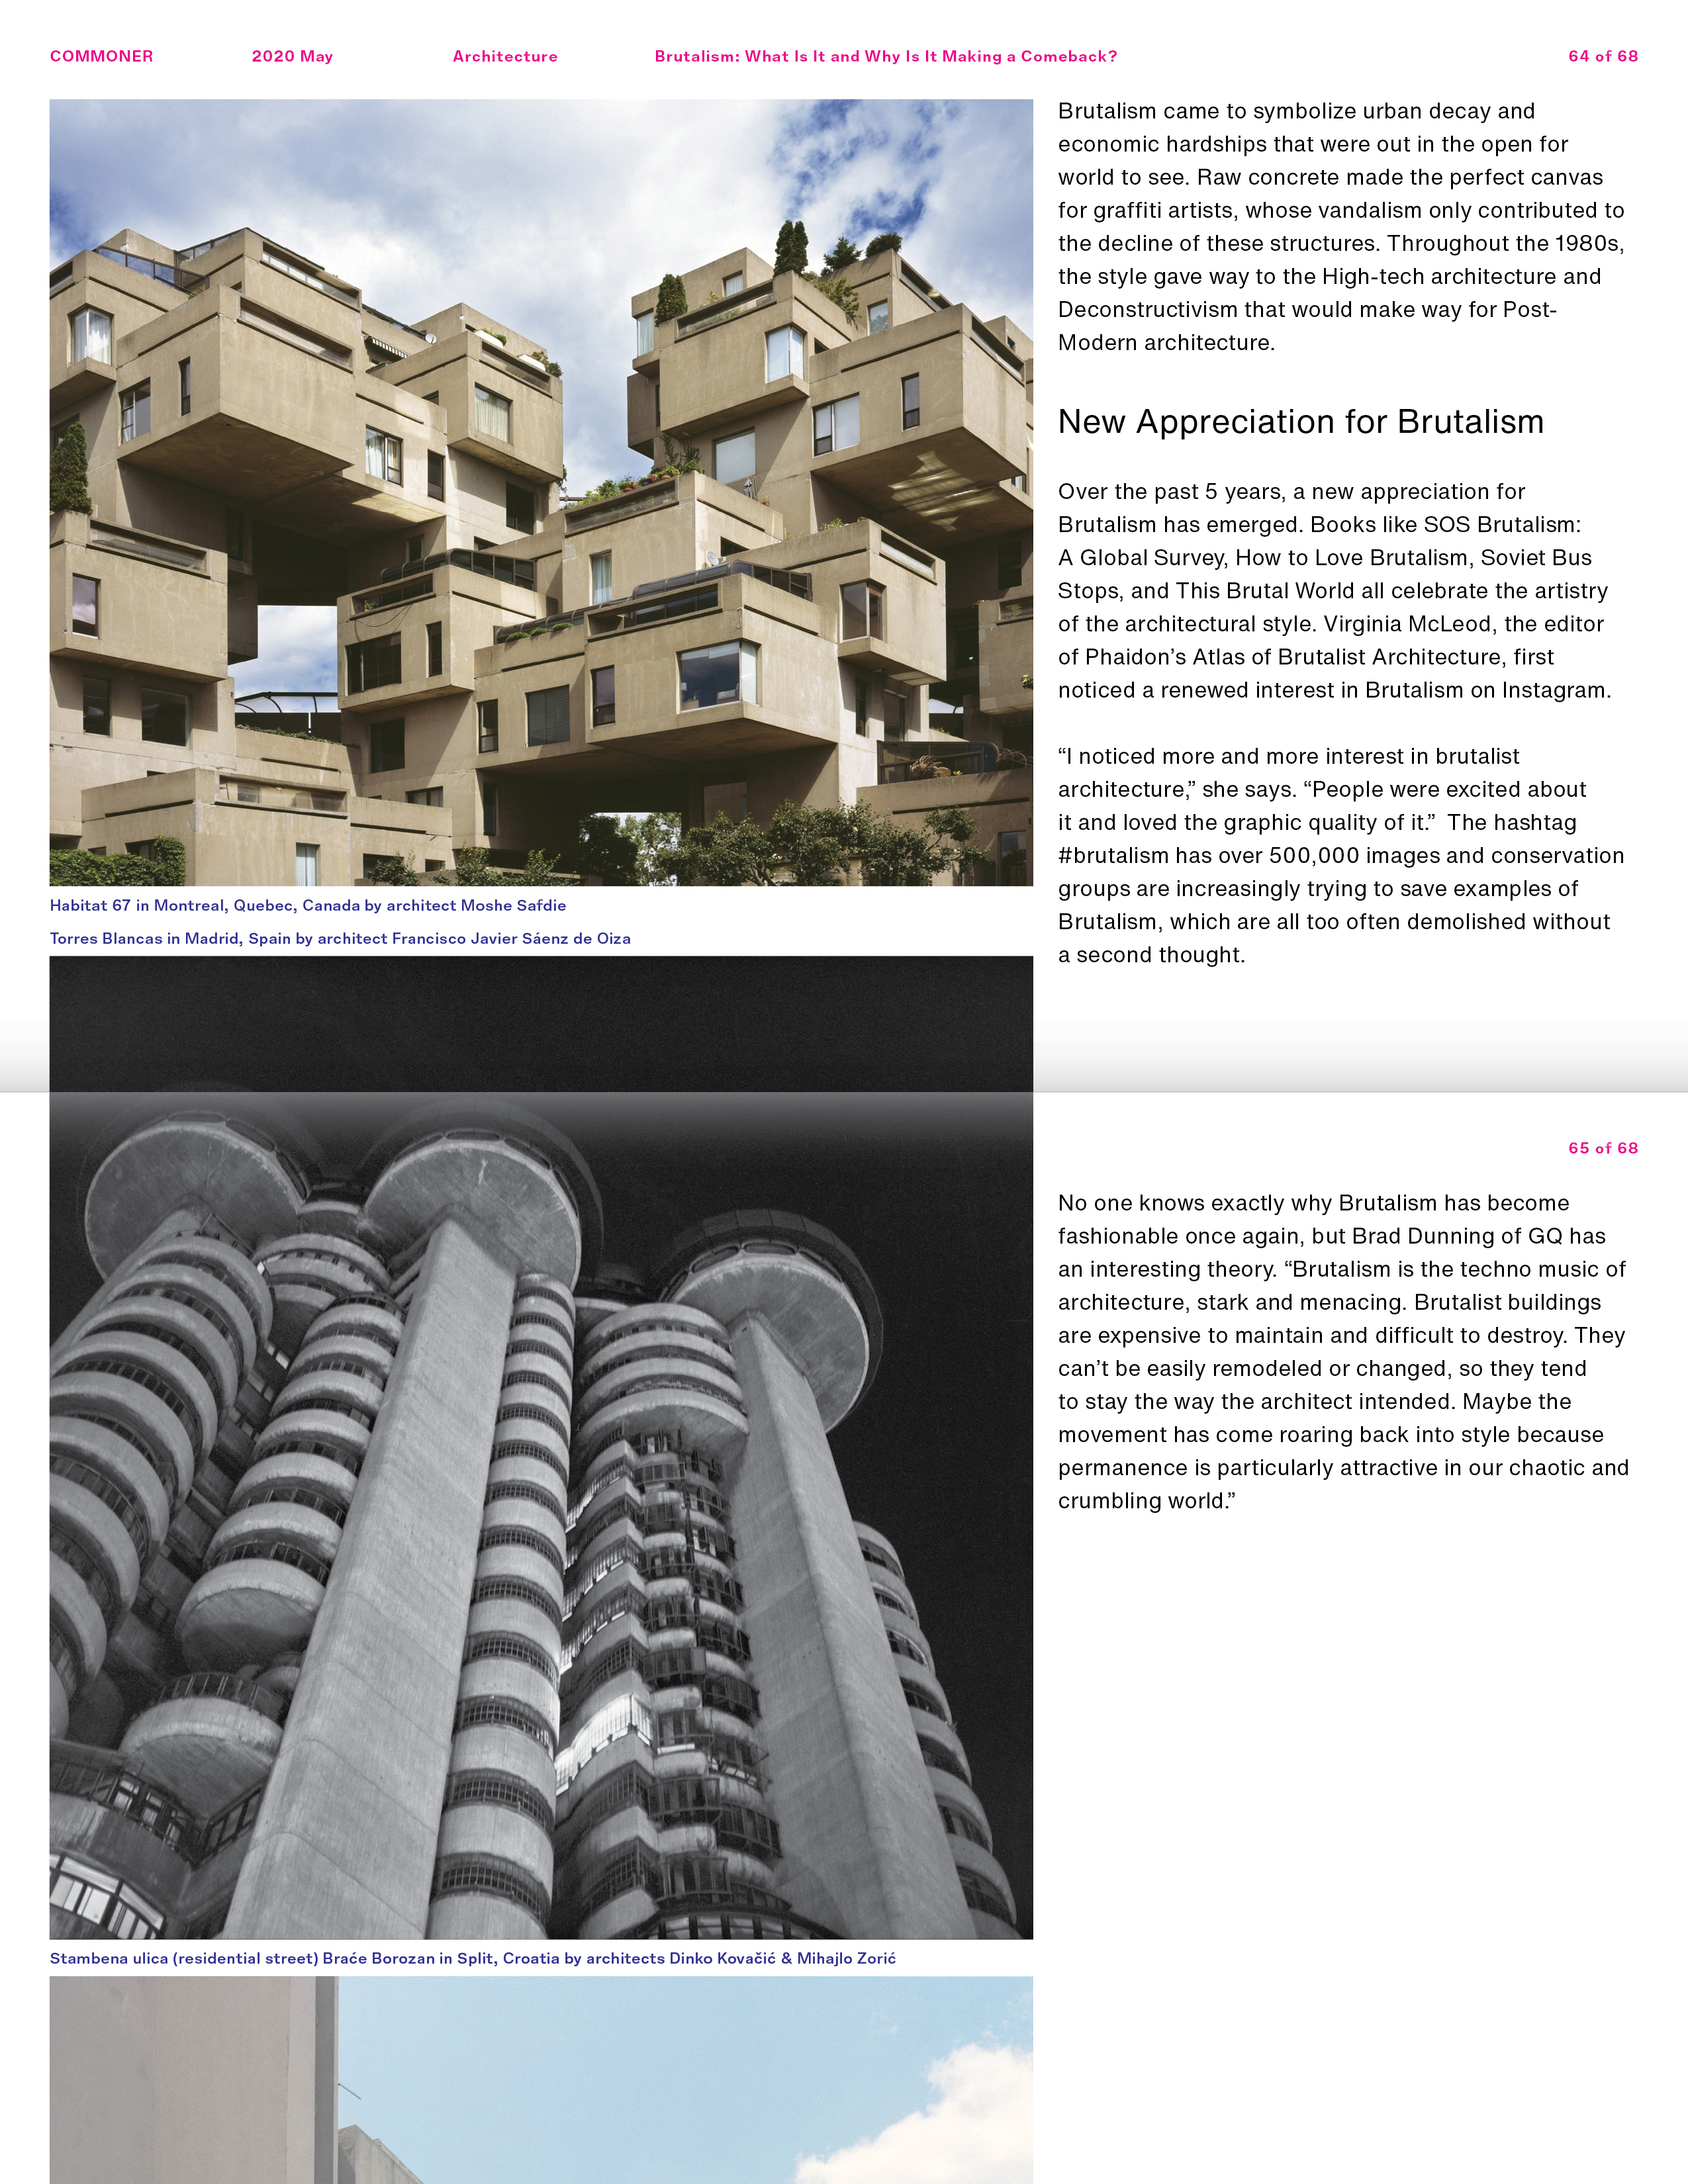 COMMONER 2020 May Architecture Brutalism: What Is It and Why Is It Making a Comeback? 64 of 68
Habitat 67 in Montreal, Quebec, Canada by architect Moshe Safdie
Torres Blancas in Madrid, Spain by architect Francisco Javier Sáenz de Oiza
Brutalism came to symbolize urban decay and
economic hardships that were out in the open for
world to see. Raw concrete made the perfect canvas
for graffiti artists, whose vandalism only contributed to
the decline of these structures. Throughout the 1980s,
the style gave way to the High-tech architecture and
Deconstructivism that would make way for Post-
Modern architecture.
New Appreciation for Brutalism
Over the past 5 years, a new appreciation for
Brutalism has emerged. Books like SOS Brutalism:
A Global Survey, How to Love Brutalism, Soviet Bus
Stops, and This Brutal World all celebrate the artistry
of the architectural style. Virginia McLeod, the editor
of Phaidon’s Atlas of Brutalist Architecture, first
noticed a renewed interest in Brutalism on Instagram.
“I noticed more and more interest in brutalist
architecture,” she says. “People were excited about
it and loved the graphic quality of it.”  The hashtag
#brutalism has over 500,000 images and conservation
groups are increasingly trying to save examples of
Brutalism, which are all too often demolished without
a second thought.
65 of 68
No one knows exactly why Brutalism has become
fashionable once again, but Brad Dunning of GQ has
an interesting theory. “Brutalism is the techno music of
architecture, stark and menacing. Brutalist buildings
are expensive to maintain and difficult to destroy. They
can’t be easily remodeled or changed, so they tend
to stay the way the architect intended. Maybe the
movement has come roaring back into style because
permanence is particularly attractive in our chaotic and
crumbling world.”
Stambena ulica (residential street) Braće Borozan in Split, Croatia by architects Dinko Kovačić & Mihajlo Zorić